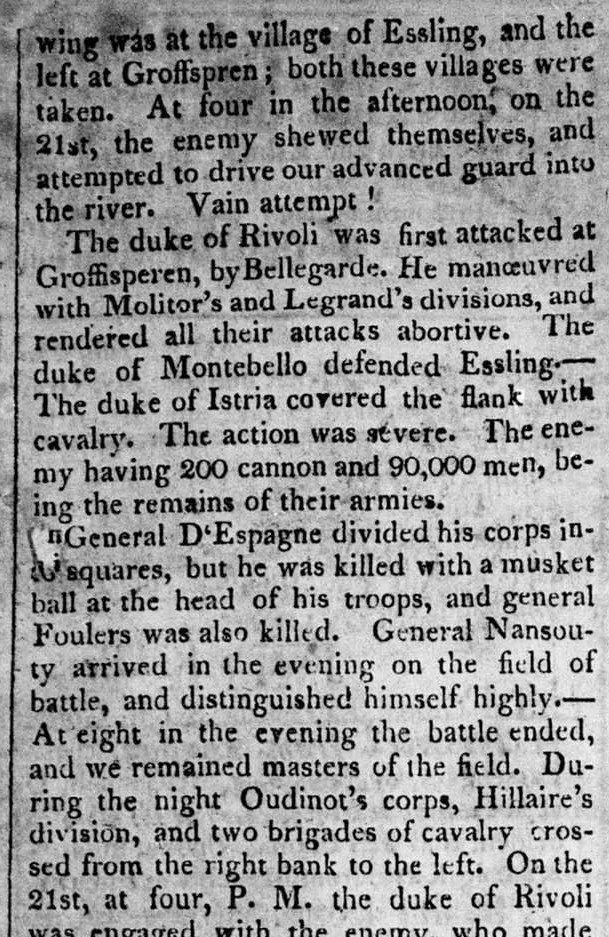 wing was at the village of Essling, and the
left at Groffspren; both these villages were
taken. At four in the afternoon, on the
21st, the enemy shewed themselves, and
attempted to drive our advanced guard into
the river. Vain attempt!
The duke of Rivoli was first attacked at
Groffisperen, by Bellegarde. He manœuvred
with Molitor's and Legrand's divisions, and
rendered all their attacks abortive. The
duke of Montebello defended Essling.—
The duke of Istria covered the flank with
cavalry. The action was severe. The ene-
my having 200 cannon and 90,000 men, be-
ing the remains of their armies.
General D'Espagne divided his corps in-
squares, but he was killed with a musket
ball at the head of his troops, and general
Foulers was also killed. General Nansou-
ty arrived in the evening on the field of
battle, and distinguished himself highly.—
At eight in the evening the battle ended,
and we remained masters of the field. Du-
ring the night Oudinot's corps, Hillaire's
division, and two brigades of cavalry cros-
sed from the right bank to the left. On the
21st, at four, P. M. the duke of Rivoli
was engaged with the enemy, who made